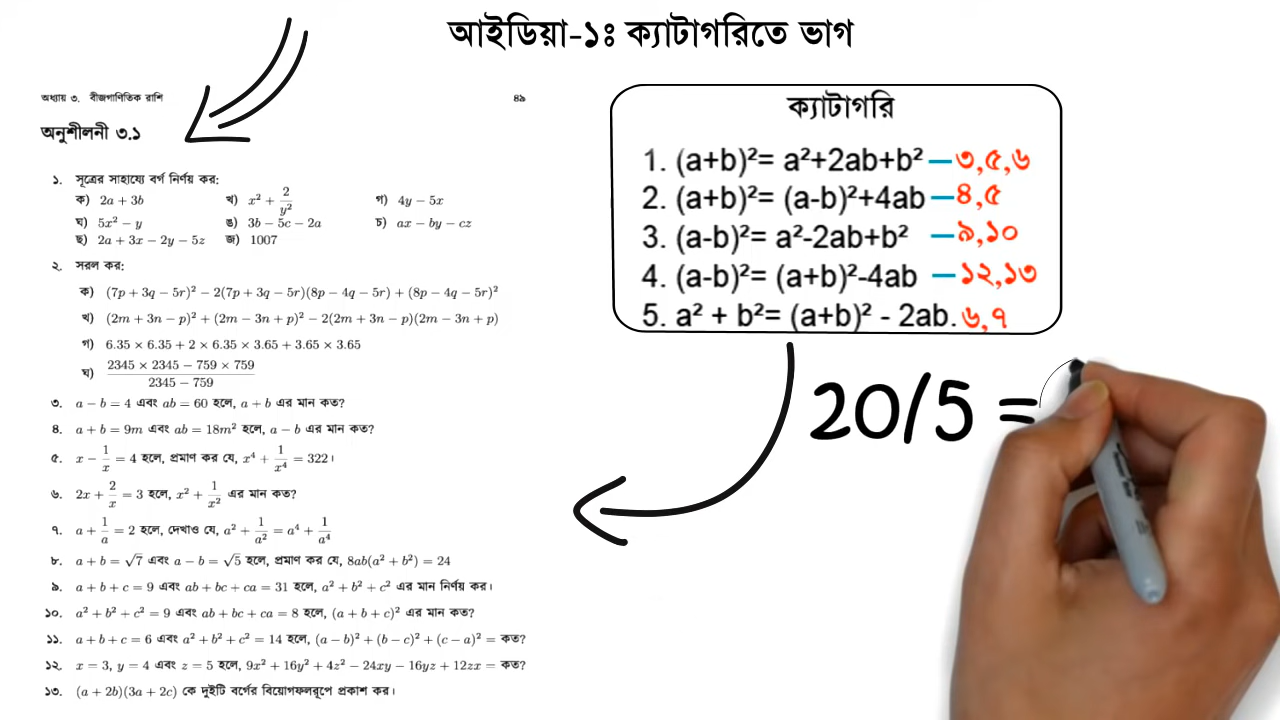 আইডিয়া-১ঃ ক্যাটাগরিতে ভাগ
অধ্যায় ৩. বীজগাণিতিক রাশি ৪৯
অনুশীলনী ৩.১
১. সূত্রের সাহায্যে বর্গ নির্ণয় কর:
ক) 2a + 3b খ) x² + 2/y² গ) 4y − 5x
ঘ) 5x² − y ঙ) 3b − 5c − 2a চ) ax − by − cz
ছ) 2a + 3x − 2y − 5z জ) 1007
২. সরল কর:
ক) (7p + 3q − 5r)² − 2(7p + 3q − 5r)(8p − 4q − 5r) + (8p − 4q − 5r)²
খ) (2m + 3n − p)² + (2m − 3n + p)² − 2(2m + 3n − p)(2m − 3n + p)
গ) 6.35 × 6.35 + 2 × 6.35 × 3.65 + 3.65 × 3.65
ঘ) (2345 × 2345 − 759 × 759)/(2345 − 759)
৩. a − b = 4 এবং ab = 60 হলে, a + b এর মান কত?
৪. a + b = 9m এবং ab = 18m² হলে, a − b এর মান কত?
৫. x − 1/x = 4 হলে, প্রমাণ কর যে, x⁴ + 1/x⁴ = 322।
৬. 2x + 2/x = 3 হলে, x² + 1/x² এর মান কত?
৭. a + 1/a = 2 হলে, দেখাও যে, a² + 1/a² = a⁴ + 1/a⁴
৮. a + b = √7 এবং a − b = √5 হলে, প্রমাণ কর যে, 8ab(a² + b²) = 24
৯. a + b + c = 9 এবং ab + bc + ca = 31 হলে, a² + b² + c² এর মান নির্ণয় কর।
১০. a² + b² + c² = 9 এবং ab + bc + ca = 8 হলে, (a + b + c)² এর মান কত?
১১. a + b + c = 6 এবং a² + b² + c² = 14 হলে, (a − b)² + (b − c)² + (c − a)² = কত?
১২. x = 3, y = 4 এবং z = 5 হলে, 9x² + 16y² + 4z² − 24xy − 16yz + 12zx = কত?
১৩. (a + 2b)(3a + 2c) কে দুইটি বর্গের বিয়োগফলরূপে প্রকাশ কর।
ক্যাটাগরি
1. (a+b)²= a²+2ab+b² –৩,৫,৬
2. (a+b)²= (a-b)²+4ab –৪,৫
3. (a-b)²= a²-2ab+b² –৯,১০
4. (a-b)²= (a+b)²-4ab –১২,১৩
5. a² + b²= (a+b)² - 2ab. ৬,৭
20/5 =